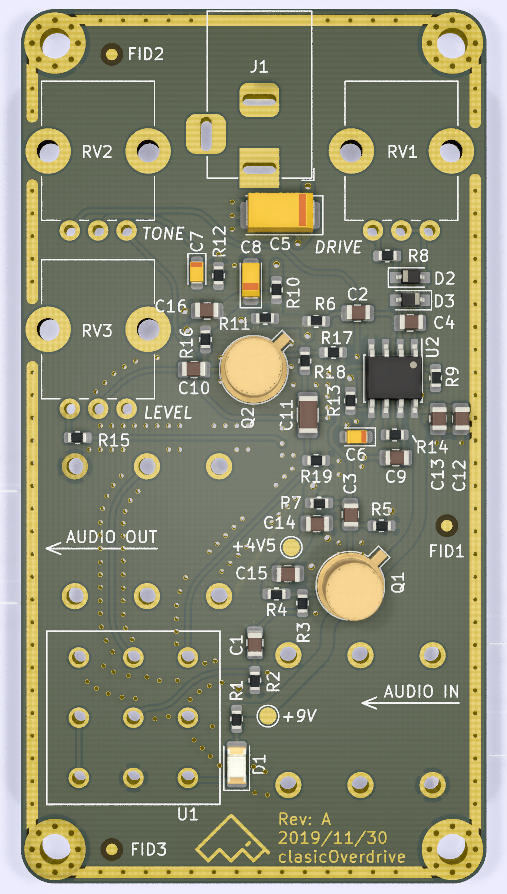 FID2
J1
RV2
RV1
TONE
C7
R12
C8
C5
DRIVE
R8
D2
D3
R10
C16
R11
R6
C2
C4
RV3
R16
R17
U2
R18
R9
C10
Q2
C11
R13
LEVEL
R15
C6
R14
C13
C12
R19
C9
AUDIO OUT
R7
C3
C14
R5
+4V5
FID1
C15
Q1
R4
R3
C1
R2
R1
AUDIO IN
+9V
D1
U1
Rev: A
2019/11/30
clasicOverdrive
FID3